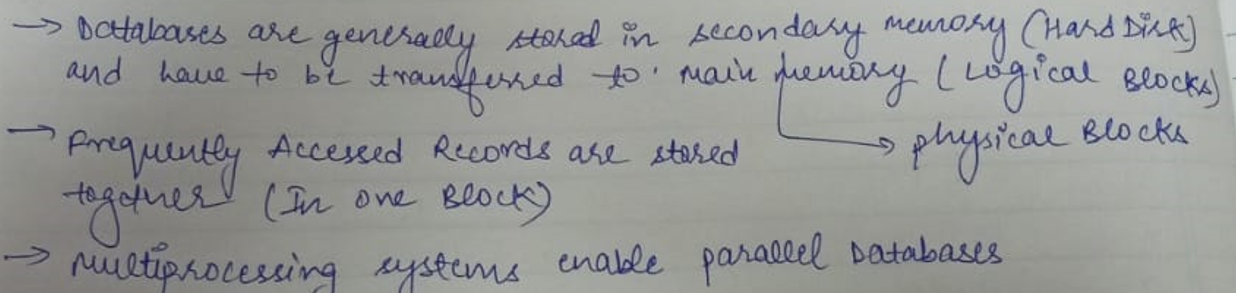 → Databases are generally stored in secondary memory (Hard Disk)
and have to be transferred to main memory (Logical Blocks)
→ physical Blocks
→ Frequently Accessed Records are stored
together (In one Block)
→ Multiprocessing systems enable parallel Databases